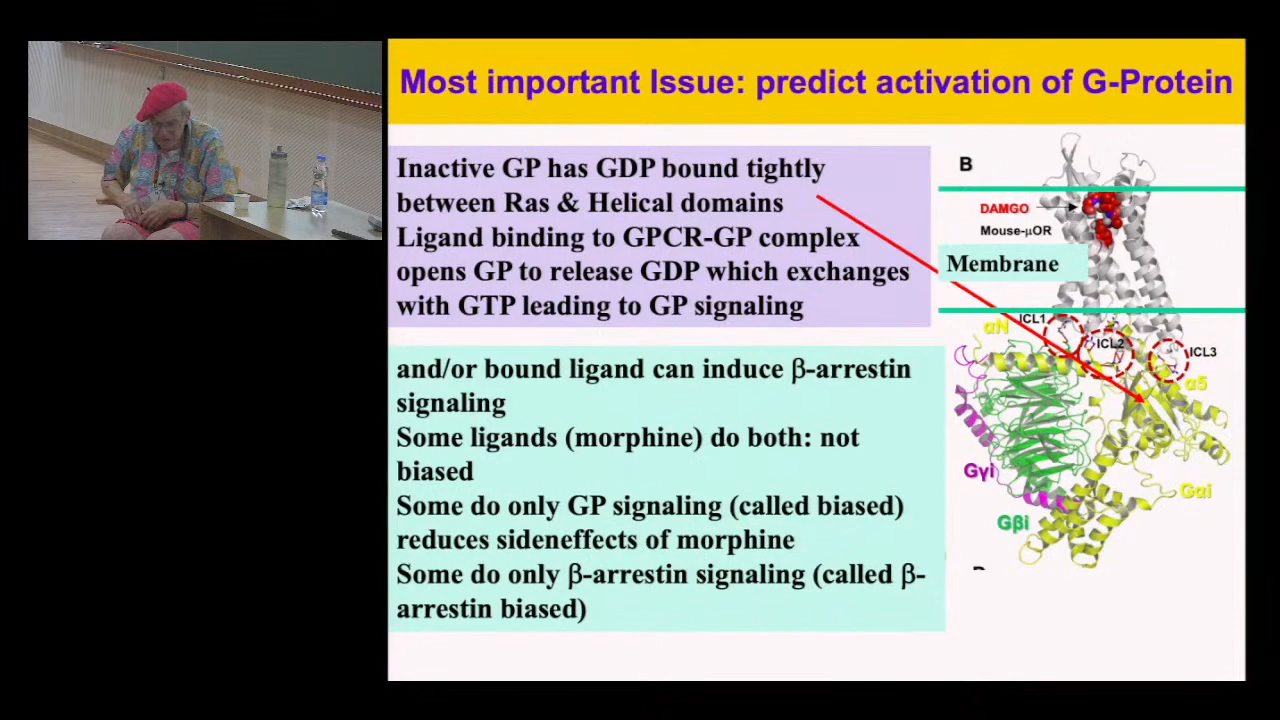 Most important Issue: predict activation of G-Protein
Inactive GP has GDP bound tightly
between Ras & Helical domains
Ligand binding to GPCR-GP complex
opens GP to release GDP which exchanges
with GTP leading to GP signaling
and/or bound ligand can induce β-arrestin
signaling
Some ligands (morphine) do both: not
biased
Some do only GP signaling (called biased)
reduces sideneffects of morphine
Some do only β-arrestin signaling (called β-
arrestin biased)
B
DAMGO
Mouse-μOR
Membrane
ICL1
αN
ICL2
ICL3
α5
Gγi
Gαi
Gβi